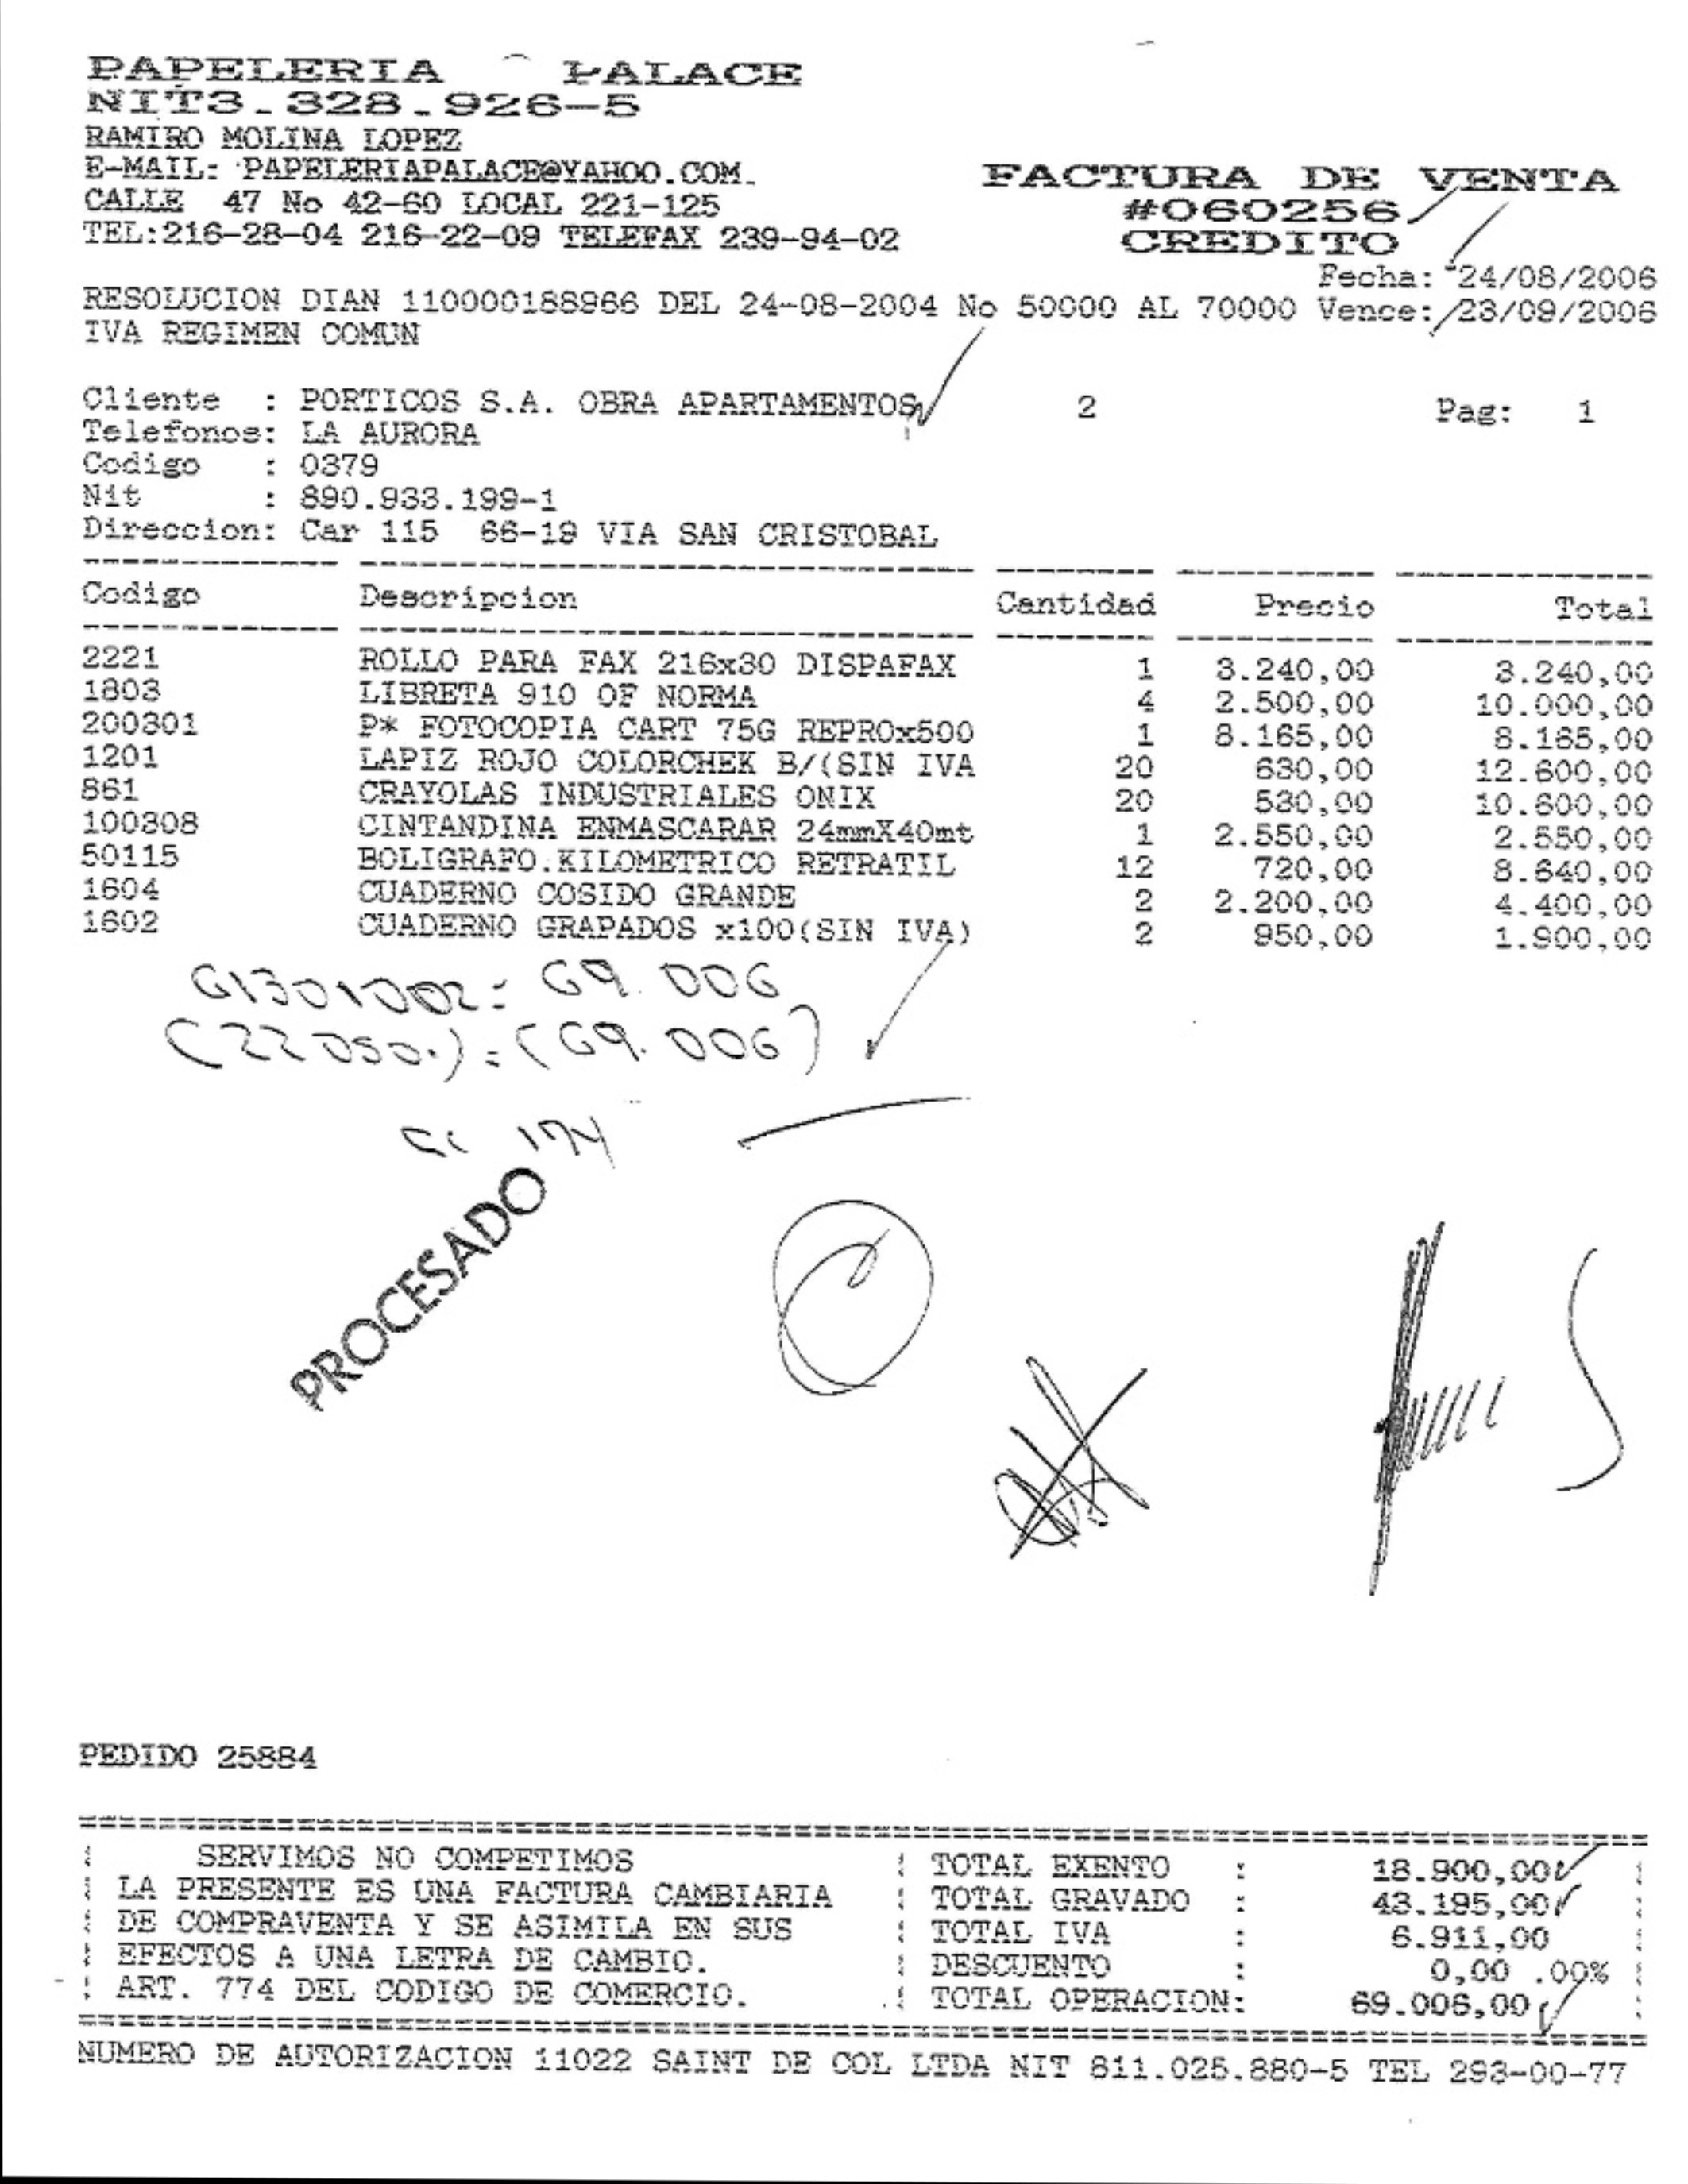 PAPELERIA PALACE
NIT3.328.926-5
RAMIRO MOLINA LOPEZ
E-MAIL: PAPELERIAPALACE@YAHOO.COM.
CALLE 47 No 42-60 LOCAL 221-125
TEL:216-28-04 216-22-09 TELEFAX 239-94-02
FACTURA DE VENTA
#060256
CREDITO
Fecha: 24/08/2006
RESOLUCION DIAN 110000188966 DEL 24-08-2004 No 50000 AL 70000 Vence: 23/09/2006
IVA REGIMEN COMUN
Cliente : PORTICOS S.A. OBRA APARTAMENTOS 2 Pag: 1
Telefonos: LA AURORA
Codigo : 0379
Nit : 890.933.199-1
Direccion: Car 115 66-19 VIA SAN CRISTOBAL
Codigo Descripcion Cantidad Precio Total
2221 ROLLO PARA FAX 216x30 DISPAFAX 1 3.240,00 3.240,00
1803 LIBRETA 910 OF NORMA 4 2.500,00 10.000,00
200301 P* FOTOCOPIA CART 75G REPROx500 1 8.165,00 8.165,00
1201 LAPIZ ROJO COLORCHEK B/(SIN IVA 20 630,00 12.600,00
861 CRAYOLAS INDUSTRIALES ONIX 20 530,00 10.600,00
100308 CINTANDINA ENMASCARAR 24mmX40mt 1 2.550,00 2.550,00
50115 BOLIGRAFO.KILOMETRICO RETRATIL 12 720,00 8.640,00
1604 CUADERNO COSIDO GRANDE 2 2.200,00 4.400,00
1602 CUADERNO GRAPADOS x100(SIN IVA) 2 950,00 1.900,00
61301002: 69.006
(22050.) = (69.006)
174
PROCESADO
PEDIDO 25884
SERVIMOS NO COMPETIMOS
LA PRESENTE ES UNA FACTURA CAMBIARIA
DE COMPRAVENTA Y SE ASIMILA EN SUS
EFECTOS A UNA LETRA DE CAMBIO.
ART. 774 DEL CODIGO DE COMERCIO.
TOTAL EXENTO : 18.900,00
TOTAL GRAVADO : 43.195,00
TOTAL IVA : 6.911,00
DESCUENTO : 0,00 .00%
TOTAL OPERACION: 69.006,00
NUMERO DE AUTORIZACION 11022 SAINT DE COL LTDA NIT 811.025.880-5 TEL 293-00-77